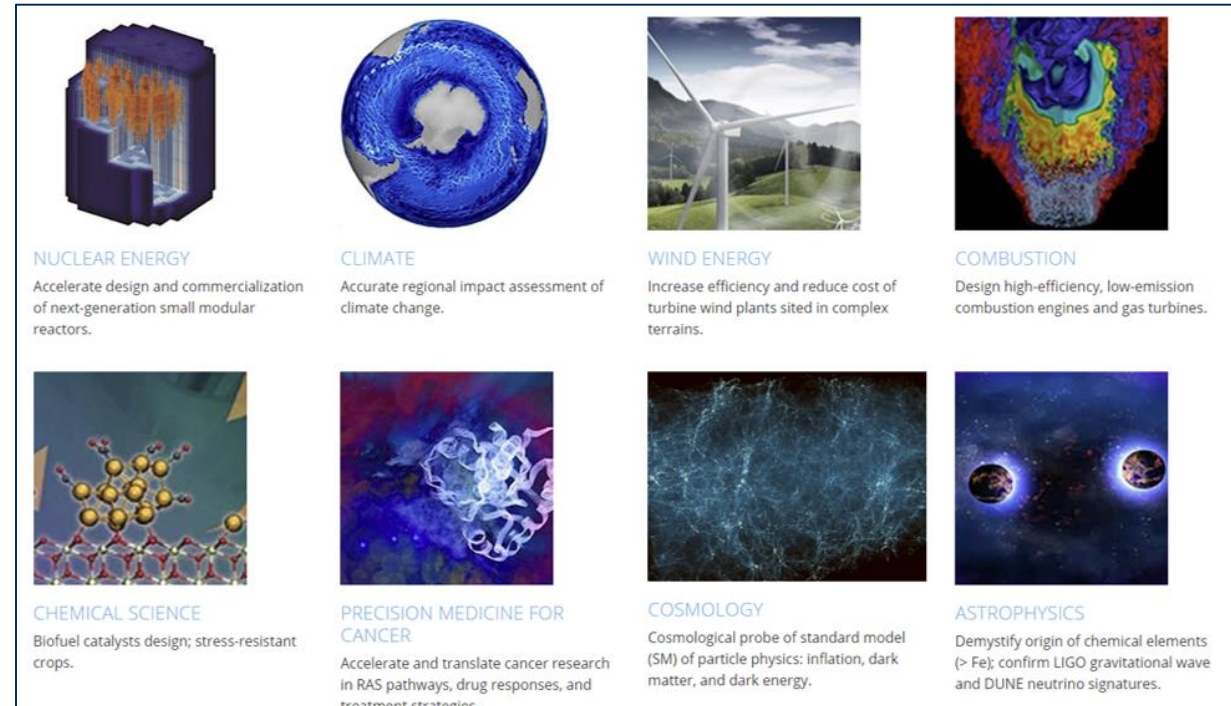 NUCLEAR ENERGY
Accelerate design and commercialization
of next-generation small modular
reactors.
CLIMATE
Accurate regional impact assessment of
climate change.
WIND ENERGY
Increase efficiency and reduce cost of
turbine wind plants sited in complex
terrains.
COMBUSTION
Design high-efficiency, low-emission
combustion engines and gas turbines.
CHEMICAL SCIENCE
Biofuel catalysts design; stress-resistant
crops.
PRECISION MEDICINE FOR
CANCER
Accelerate and translate cancer research
in RAS pathways, drug responses, and
treatment strategies.
COSMOLOGY
Cosmological probe of standard model
(SM) of particle physics: inflation, dark
matter, and dark energy.
ASTROPHYSICS
Demystify origin of chemical elements
(> Fe); confirm LIGO gravitational wave
and DUNE neutrino signatures.